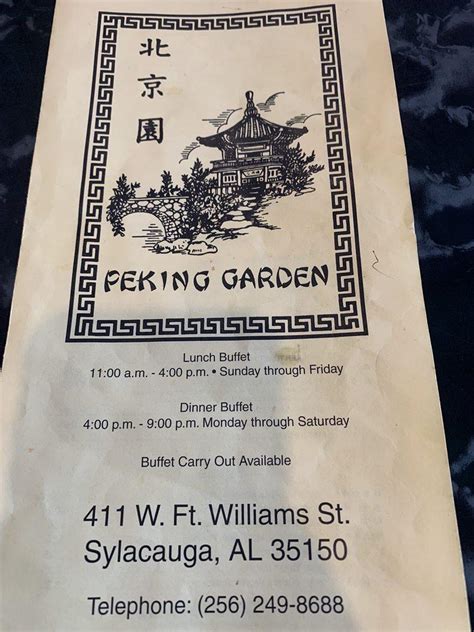 北京園
PEKING GARDEN
Lunch Buffet
11:00 a.m. - 4:00 p.m. • Sunday through Friday
Dinner Buffet
4:00 p.m. - 9:00 p.m. Monday through Saturday
Buffet Carry Out Available
411 W. Ft. Williams St.
Sylacauga, AL 35150
Telephone: (256) 249-8688